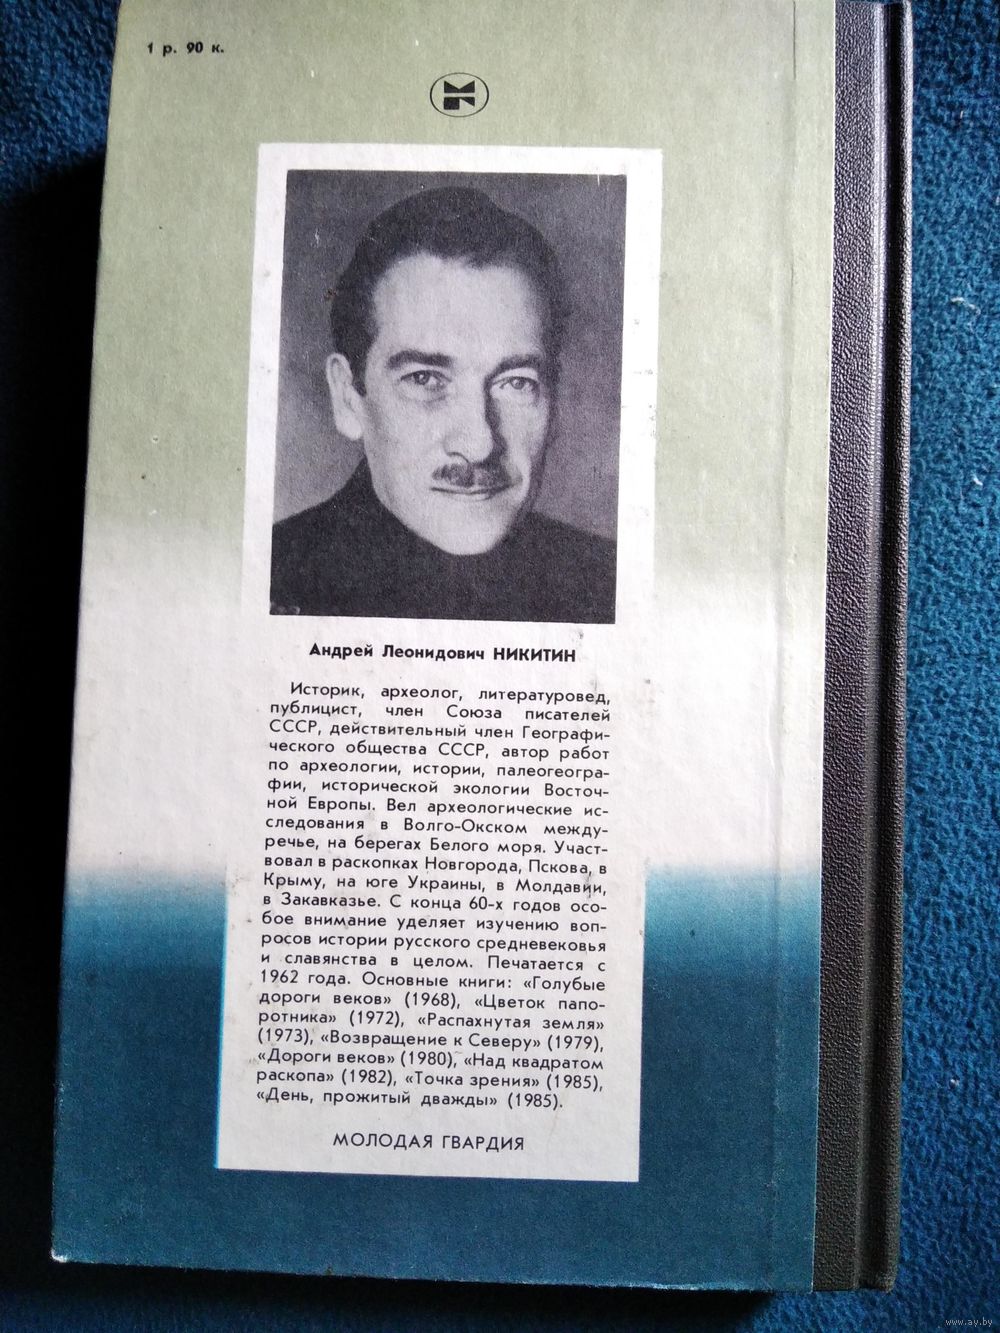 1 р. 90 к.
Андрей Леонидович НИКИТИН
Историк, археолог, литературовед,
публицист, член Союза писателей
СССР, действительный член Географи-
ческого общества СССР, автор работ
по археологии, истории, палеогеогра-
фии, исторической экологии Восточ-
ной Европы. Вел археологические ис-
следования в Волго-Окском между-
речье, на берегах Белого моря. Участ-
вовал в раскопках Новгорода, Пскова, в
Крыму, на юге Украины, в Молдавии,
в Закавказье. С конца 60-х годов осо-
бое внимание уделяет изучению воп-
росов истории русского средневековья
и славянства в целом. Печатается с
1962 года. Основные книги: «Голубые
дороги веков» (1968), «Цветок папо-
ротника» (1972), «Распахнутая земля»
(1973), «Возвращение к Северу» (1979),
«Дороги веков» (1980), «Над квадратом
раскопа» (1982), «Точка зрения» (1985),
«День, прожитый дважды» (1985).
МОЛОДАЯ ГВАРДИЯ
www.ay.by